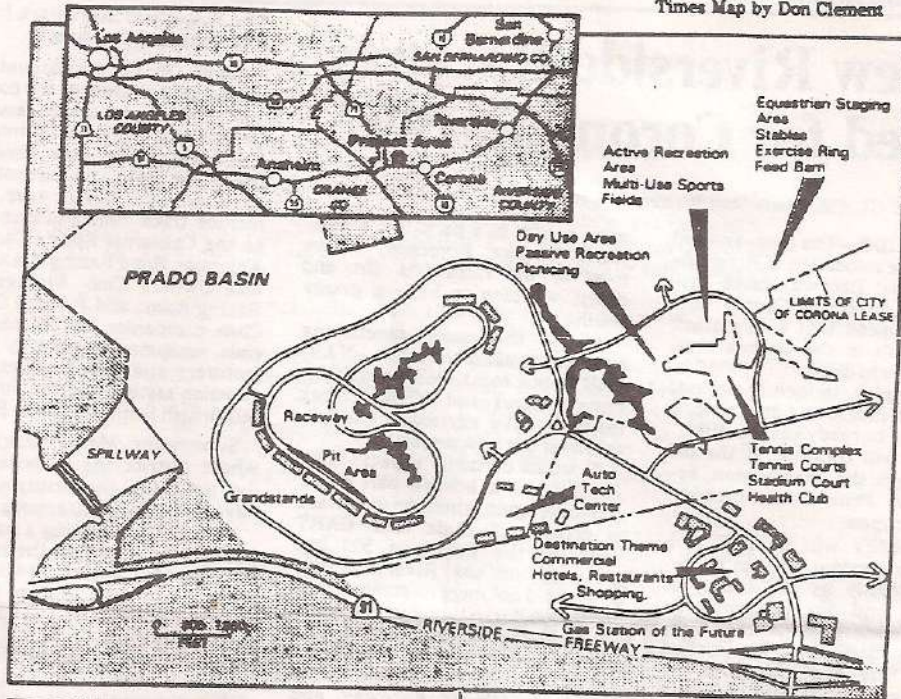 Times Map by Don Clement
Los Angeles
San
Bernardino
SAN BERNARDINO CO.
LOS ANGELES
COUNTY
Riverside
Project Area
Anaheim
Corona
ORANGE
CO
RIVERSIDE
COUNTY
Equestrian Staging
Area
Stables
Exercise Ring
Feed Barn
Active Recreation
Area
Multi-Use Sports
Fields
Day Use Area
Passive Recreation
Picnicing
PRADO BASIN
LIMITS OF CITY
OF CORONA LEASE
Raceway
Pit
Area
SPILLWAY
Grandstands
Auto
Tech
Center
Tennis Complex
Tennis Courts
Stadium Court
Health Club
Destination Theme
Commercial
Hotels, Restaurants
Shopping,
91
RIVERSIDE
FREEWAY
Gas Station of the Future
0
FEET